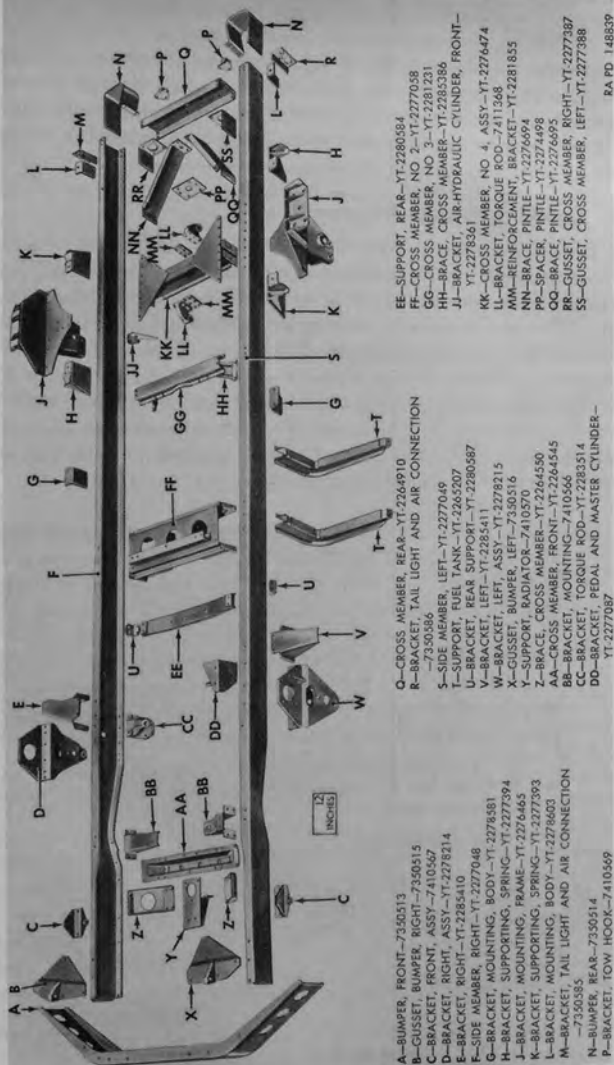 A
B
C
D
E
F
G
H
J
K
L
M
N
P
Q
R
S
T
T
U
U
V
W
X
Y
Z
Z
AA
BB
BB
CC
DD
EE
FF
GG
HH
JJ
KK
LL
LL
MM
MM
NN
PP
QQ
RR
SS
C
G
H
J
K
L
N
P
12
INCHES
A—BUMPER, FRONT—7350513
B—GUSSET, BUMPER, RIGHT—7350515
C—BRACKET, FRONT, ASSY—7410567
D—BRACKET, RIGHT, ASSY—YT-2278214
E—BRACKET, RIGHT—YT-2285410
F—SIDE MEMBER, RIGHT—YT-2277048
G—BRACKET, MOUNTING, BODY—YT-2278581
H—BRACKET, SUPPORTING, SPRING—YT-2277394
J—BRACKET, MOUNTING, FRAME—YT-2276465
K—BRACKET, SUPPORTING, SPRING—YT-2277393
L—BRACKET, MOUNTING, BODY—YT-2278603
M—BRACKET, TAIL LIGHT AND AIR CONNECTION
—7350585
N—BUMPER, REAR—7350514
P—BRACKET, TOW HOOK—7410569
Q—CROSS MEMBER, REAR—YT-2264910
R—BRACKET, TAIL LIGHT AND AIR CONNECTION
—7350586
S—SIDE MEMBER, LEFT—YT-2277049
T—SUPPORT, FUEL TANK—YT-2265207
U—BRACKET, REAR SUPPORT—YT-2280587
V—BRACKET, LEFT—YT-2285411
W—BRACKET, LEFT, ASSY—YT-2278215
X—GUSSET, BUMPER, LEFT—7350516
Y—SUPPORT, RADIATOR—7410570
Z—BRACE, CROSS MEMBER—YT-2264550
AA—CROSS MEMBER, FRONT—YT-2264545
BB—BRACKET, MOUNTING—7410566
CC—BRACKET, TORQUE ROD—YT-2283514
DD—BRACKET, PEDAL AND MASTER CYLINDER—
YT-2277087
EE—SUPPORT, REAR—YT-2280584
FF—CROSS MEMBER, NO 2—YT-2277058
GG—CROSS MEMBER, NO 3—YT-2281231
HH—BRACE, CROSS MEMBER—YT-2285386
JJ—BRACKET, AIR-HYDRAULIC CYLINDER, FRONT—
YT-2278361
KK—CROSS MEMBER, NO 4, ASSY—YT-2276474
LL—BRACKET, TORQUE ROD—7411368
MM—REINFORCEMENT, BRACKET—YT-2281855
NN—BRACE, PINTLE—YT-2276694
PP—SPACER, PINTLE—YT-2274498
QQ—BRACE, PINTLE—YT-2276695
RR—GUSSET, CROSS MEMBER, RIGHT—YT-2277387
SS—GUSSET, CROSS MEMBER, LEFT—YT-2277388
RA PD 148839